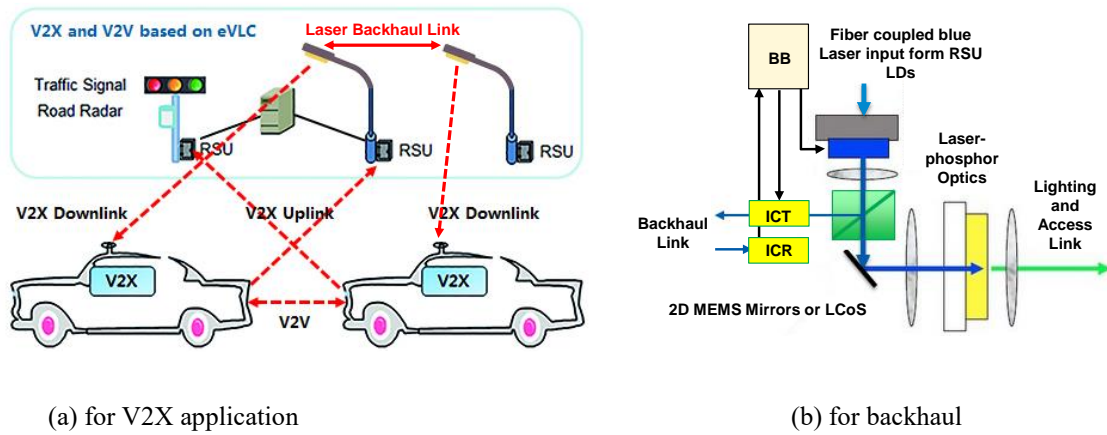 V2X and V2V based on eVLC
Laser Backhaul Link
Traffic Signal
Road Radar
RSU
RSU
RSU
V2X Downlink
V2X Uplink
V2X Downlink
V2X
V2V
V2X
(a) for V2X application
BB
Fiber coupled blue
Laser input form RSU
LDs
Laser-
phosphor
Optics
Lighting
and
Access
Link
Backhaul
Link
ICT
ICR
2D MEMS Mirrors or LCoS
(b) for backhaul